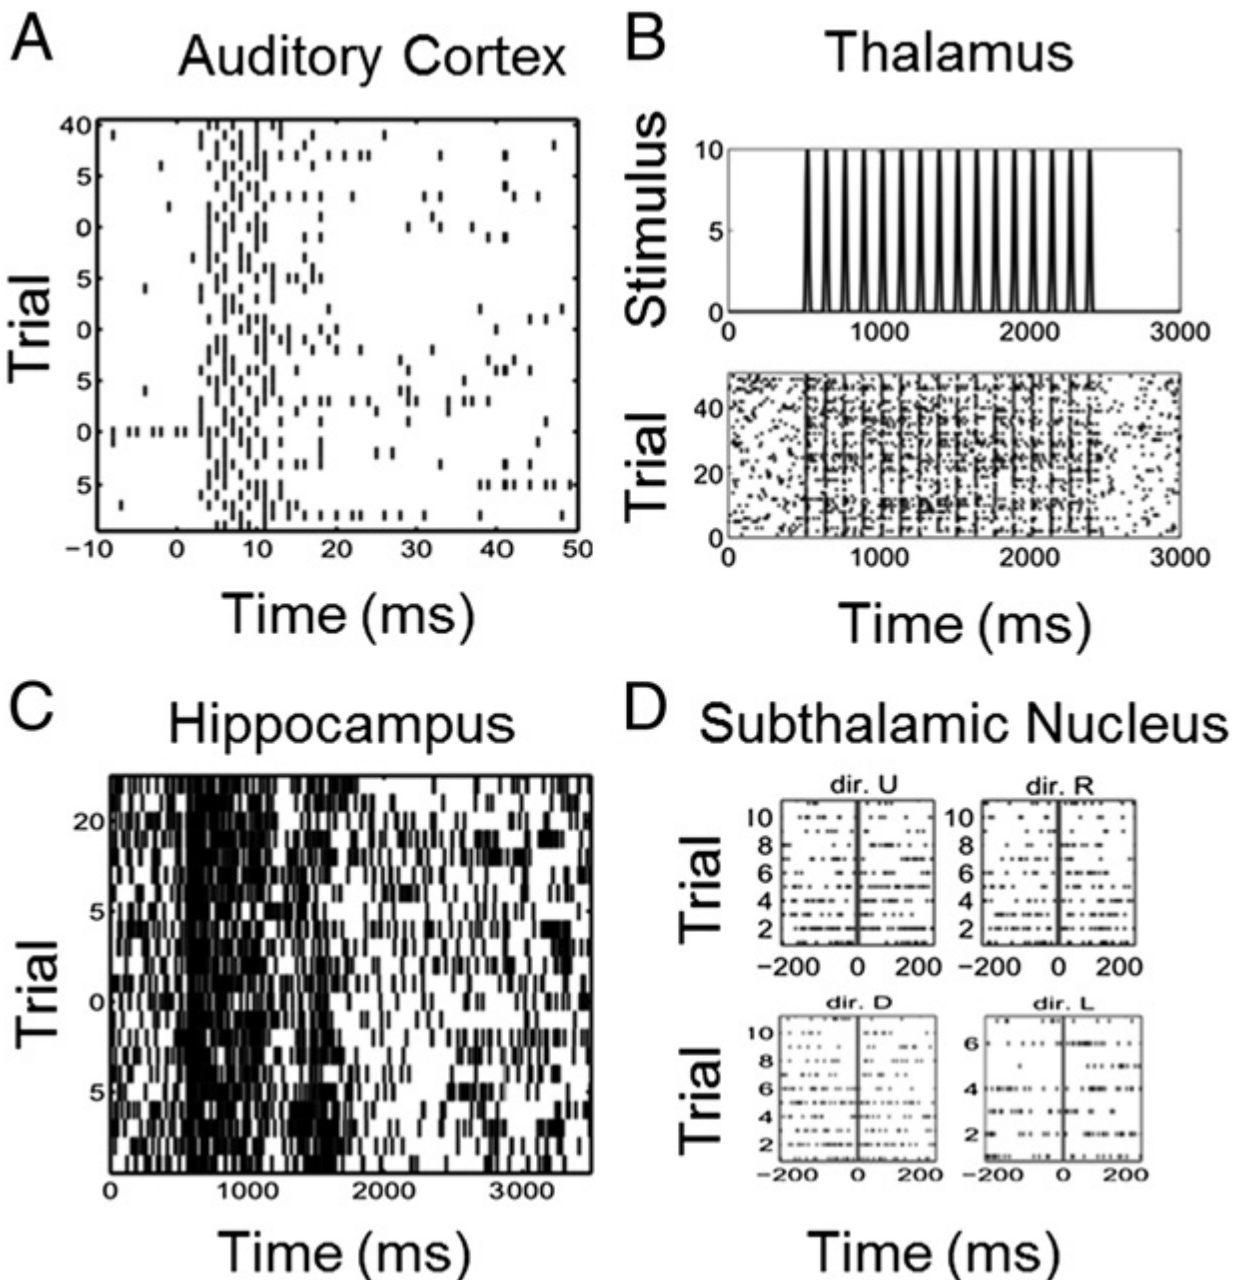 A
Auditory Cortex
Trial
40
5
0
5
0
5
0
5
−10 0 10 20 30 40 50
Time (ms)
B
Thalamus
Stimulus
10
5
0
0 1000 2000 3000
Trial
40
20
0
0 1000 2000 3000
Time (ms)
C
Hippocampus
Trial
20
5
0
5
0 1000 2000 3000
Time (ms)
D
Subthalamic Nucleus
dir. U
Trial
10
8
6
4
2
−200 0 200
dir. R
10
8
6
4
2
−200 0 200
dir. D
Trial
10
8
6
4
2
−200 0 200
dir. L
6
4
2
−200 0 200
Time (ms)